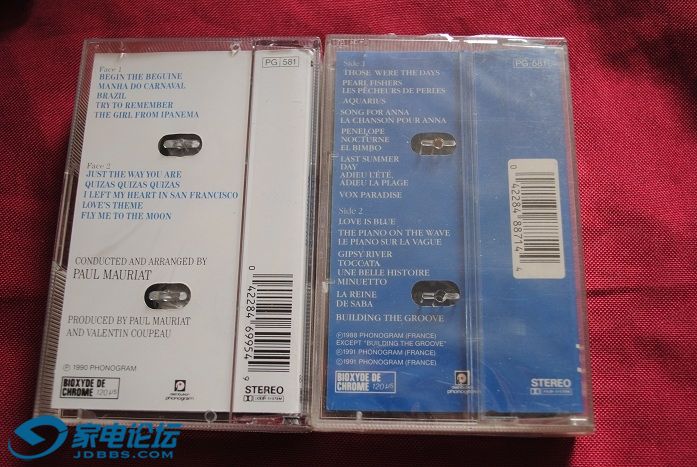 PG 581
Face 1
BEGIN THE BEGUINE
MANHA DO CARNAVAL
BRAZIL
TRY TO REMEMBER
THE GIRL FROM IPANEMA
Face 2
JUST THE WAY YOU ARE
QUIZAS QUIZAS QUIZAS
I LEFT MY HEART IN SAN FRANCISCO
LOVE'S THEME
FLY ME TO THE MOON
CONDUCTED AND ARRANGED BY
PAUL MAURIAT
PRODUCED BY PAUL MAURIAT
AND VALENTIN COUPEAU
Ⓟ 1990 PHONOGRAM
BIOXYDE DE
CHROME 120 µS
phonogram
STEREO
DOLBY SYSTEM
0 42284 69954 9
PG 581
Side 1
THOSE WERE THE DAYS
PEARL FISHERS
LES PÊCHEURS DE PERLES
AQUARIUS
SONG FOR ANNA
LA CHANSON POUR ANNA
PENELOPE
NOCTURNE
EL BIMBO
LAST SUMMER
DAY
ADIEU L'ÉTÉ,
ADIEU LA PLAGE
VOX PARADISE
Side 2
LOVE IS BLUE
THE PIANO ON THE WAVE
LE PIANO SUR LA VAGUE
GIPSY RIVER
TOCCATA
UNE BELLE HISTOIRE
MINUETTO
LA REINE
DE SABA
BUILDING THE GROOVE
Ⓟ 1988 PHONOGRAM (FRANCE)
EXCEPT "BUILDING THE GROOVE"
Ⓟ 1991 PHONOGRAM (FRANCE)
Ⓟ 1991 PHONOGRAM (FRANCE)
BIOXYDE DE
CHROME 120 µS
phonogram
STEREO
DOLBY SYSTEM
0 42284 88714 4
家电论坛
JDBBS.COM